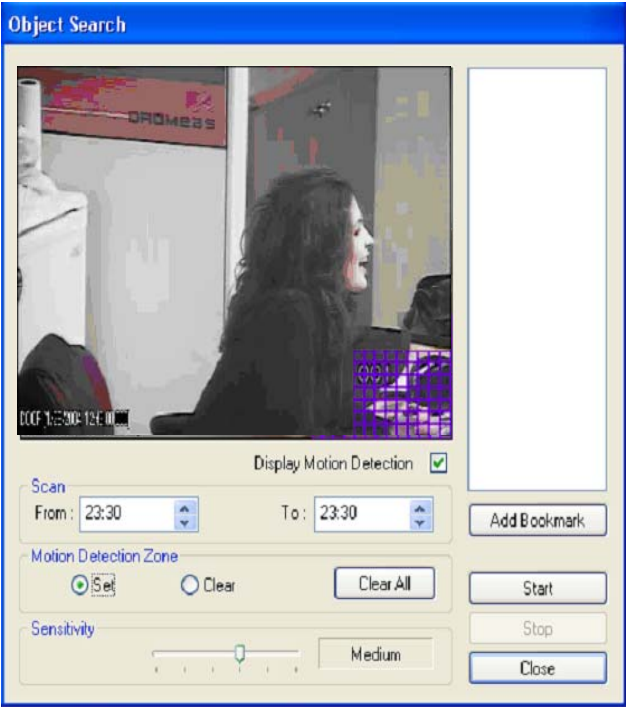 Object Search
Display Motion Detection
Scan
From : 23:30
To : 23:30
Add Bookmark
Motion Detection Zone
Set
Clear
Clear All
Start
Sensitivity
Medium
Stop
Close